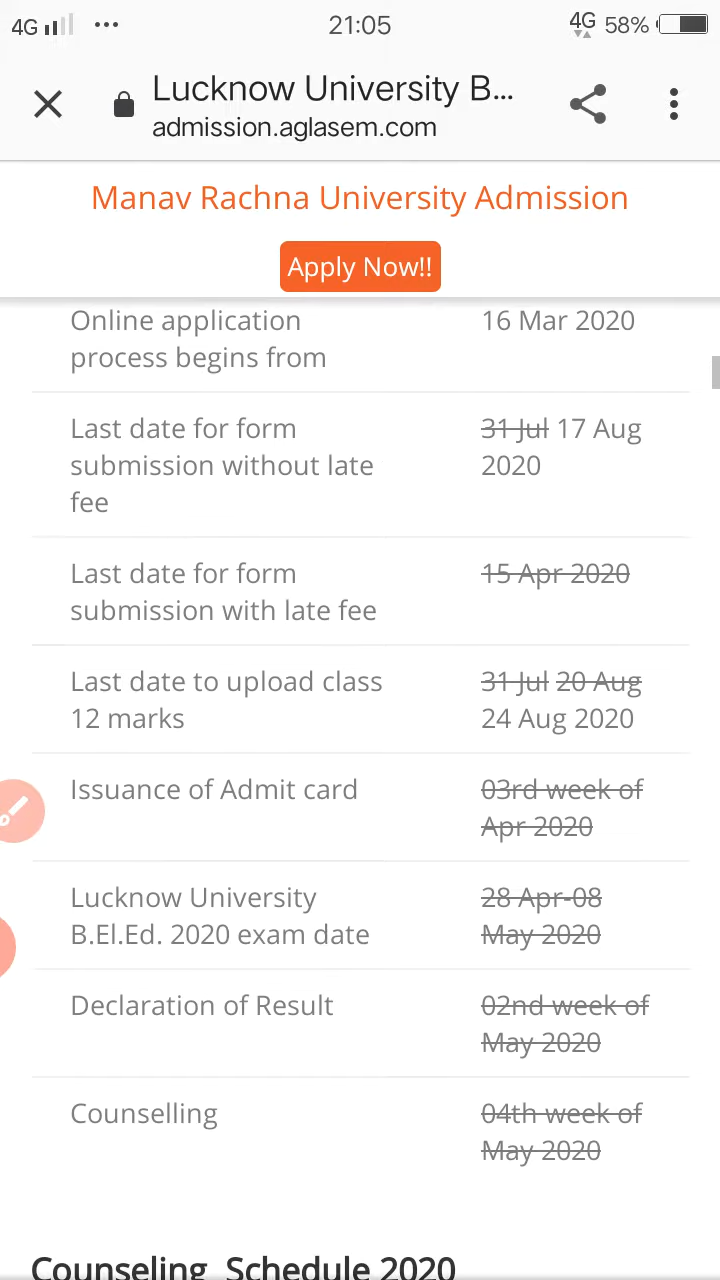 4G ... 21:05 4G 58%
Lucknow University B...
admission.aglasem.com
Manav Rachna University Admission
Apply Now!!
Online application 16 Mar 2020
process begins from
Last date for form 31 Jul 17 Aug
submission without late 2020
fee
Last date for form 15 Apr 2020
submission with late fee
Last date to upload class 31 Jul 20 Aug
12 marks 24 Aug 2020
Issuance of Admit card 03rd week of
Apr 2020
Lucknow University 28 Apr-08
B.El.Ed. 2020 exam date May 2020
Declaration of Result 02nd week of
May 2020
Counselling 04th week of
May 2020
Counseling Schedule 2020